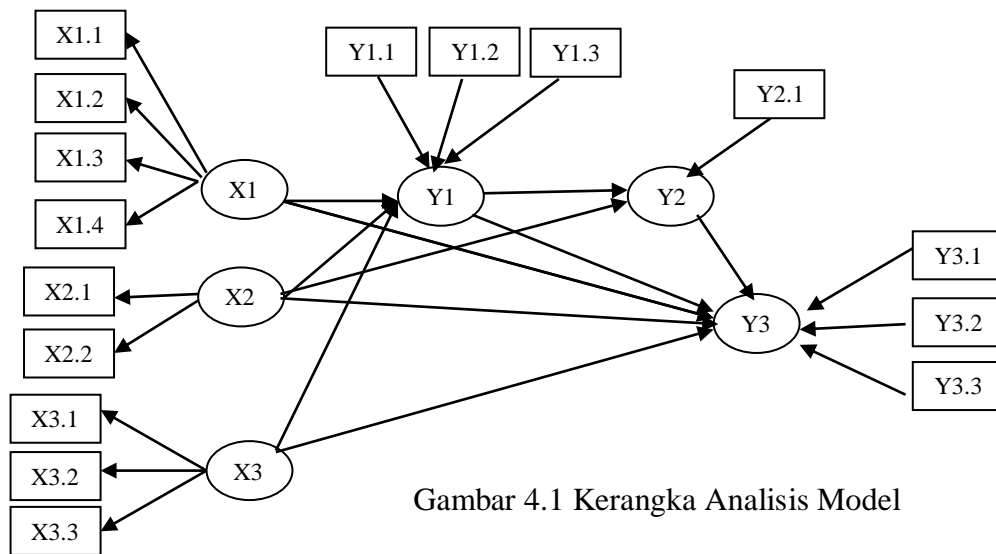 X1.1
X1.2
X1.3
X1.4
X2.1
X2.2
X3.1
X3.2
X3.3
X1
X2
X3
Y1.1
Y1.2
Y1.3
Y1
Y2.1
Y2
Y3
Y3.1
Y3.2
Y3.3
Gambar 4.1 Kerangka Analisis Model